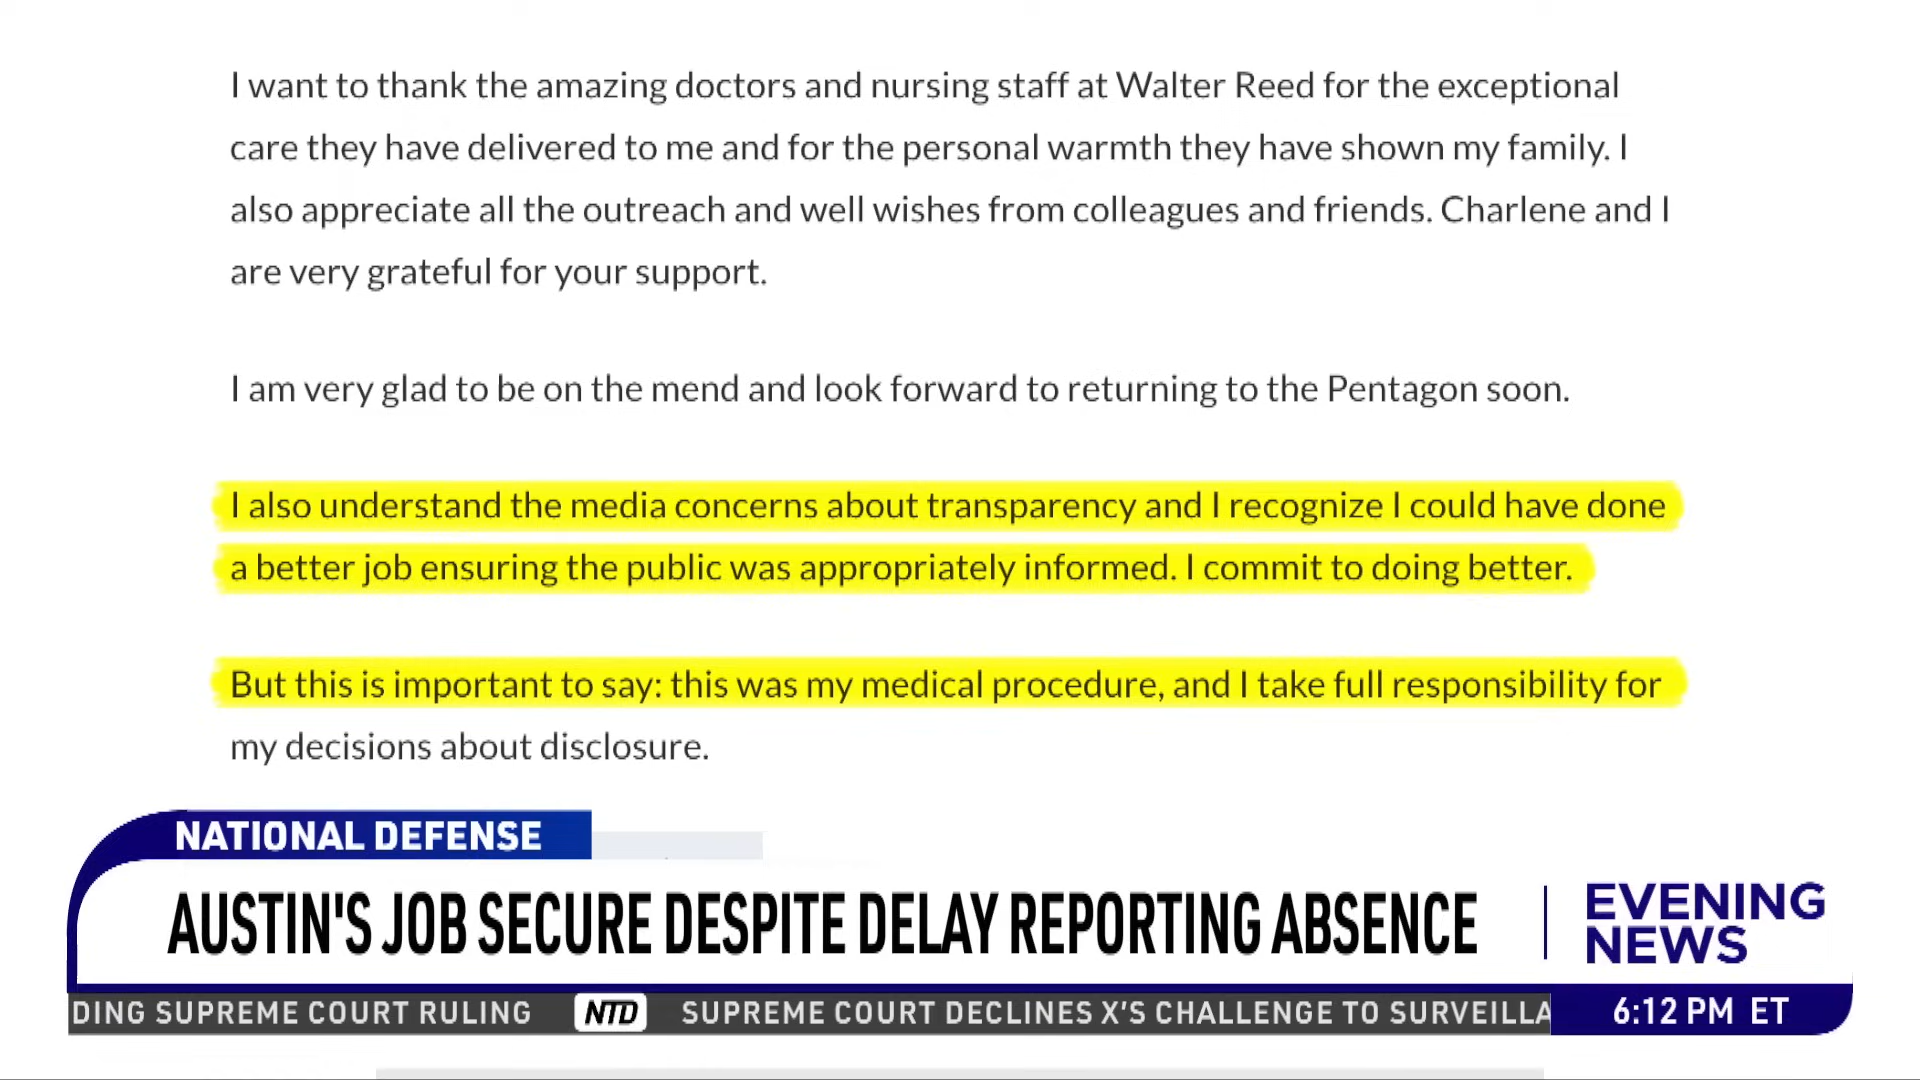 I want to thank the amazing doctors and nursing staff at Walter Reed for the exceptional
care they have delivered to me and for the personal warmth they have shown my family. I
also appreciate all the outreach and well wishes from colleagues and friends. Charlene and I
are very grateful for your support.
I am very glad to be on the mend and look forward to returning to the Pentagon soon.
I also understand the media concerns about transparency and I recognize I could have done
a better job ensuring the public was appropriately informed. I commit to doing better.
But this is important to say: this was my medical procedure, and I take full responsibility for
my decisions about disclosure.
NATIONAL DEFENSE
AUSTIN'S JOB SECURE DESPITE DELAY REPORTING ABSENCE
EVENING
NEWS
DING SUPREME COURT RULING NTD SUPREME COURT DECLINES X'S CHALLENGE TO SURVEILLA
6:12 PM ET